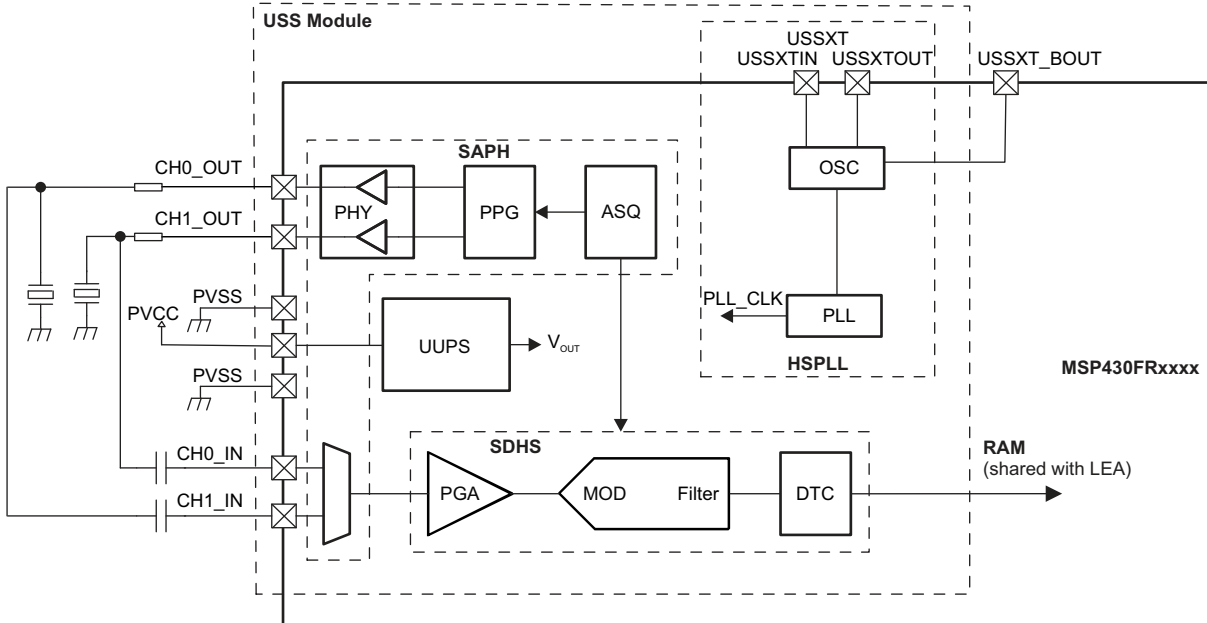 USS Module
USSXT
USSXTIN
USSXTOUT
USSXT_BOUT
OSC
PLL_CLK
PLL
HSPLL
MSP430FRxxxx
SAPH
CH0_OUT
PHY
PPG
ASQ
CH1_OUT
PVSS
PVCC
UUPS
VOUT
PVSS
SDHS
CH0_IN
CH1_IN
PGA
MOD
Filter
DTC
RAM
(shared with LEA)